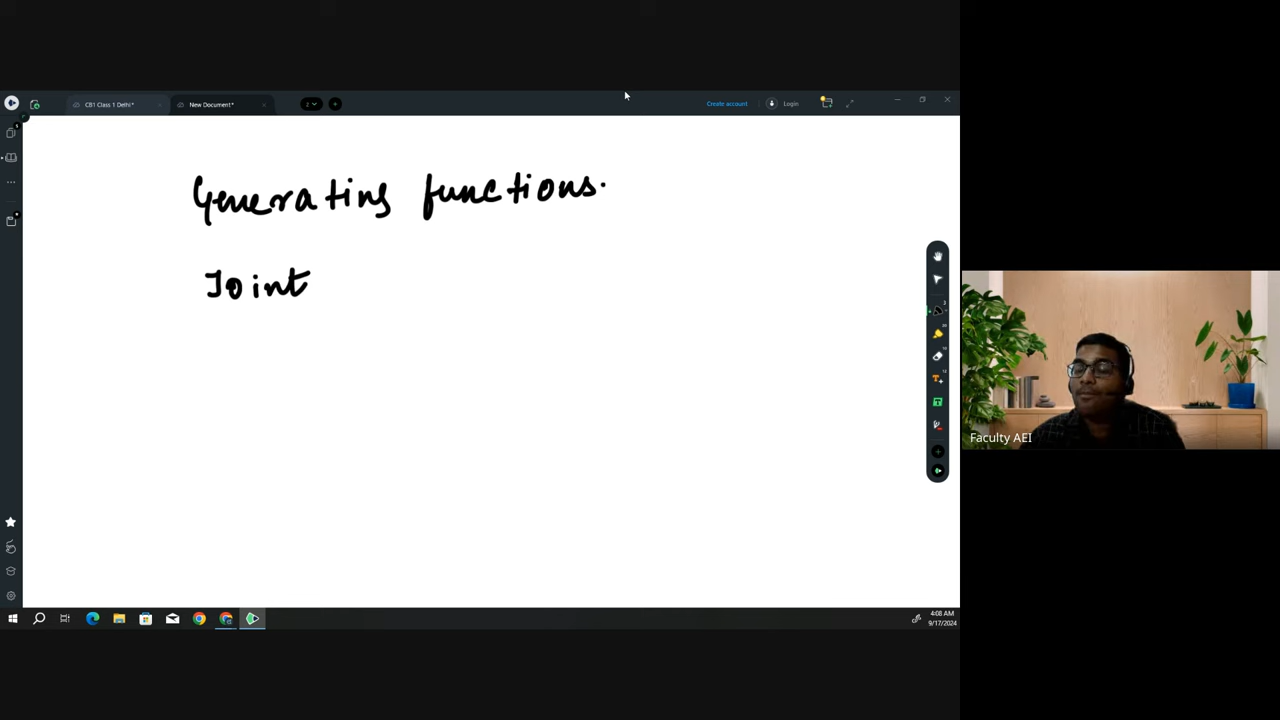 CB1 Class 1 Delhi*
New Document*
2
Create account
Login
Generating functions.
Joint
Faculty AEI
4:08 AM
9/17/2024